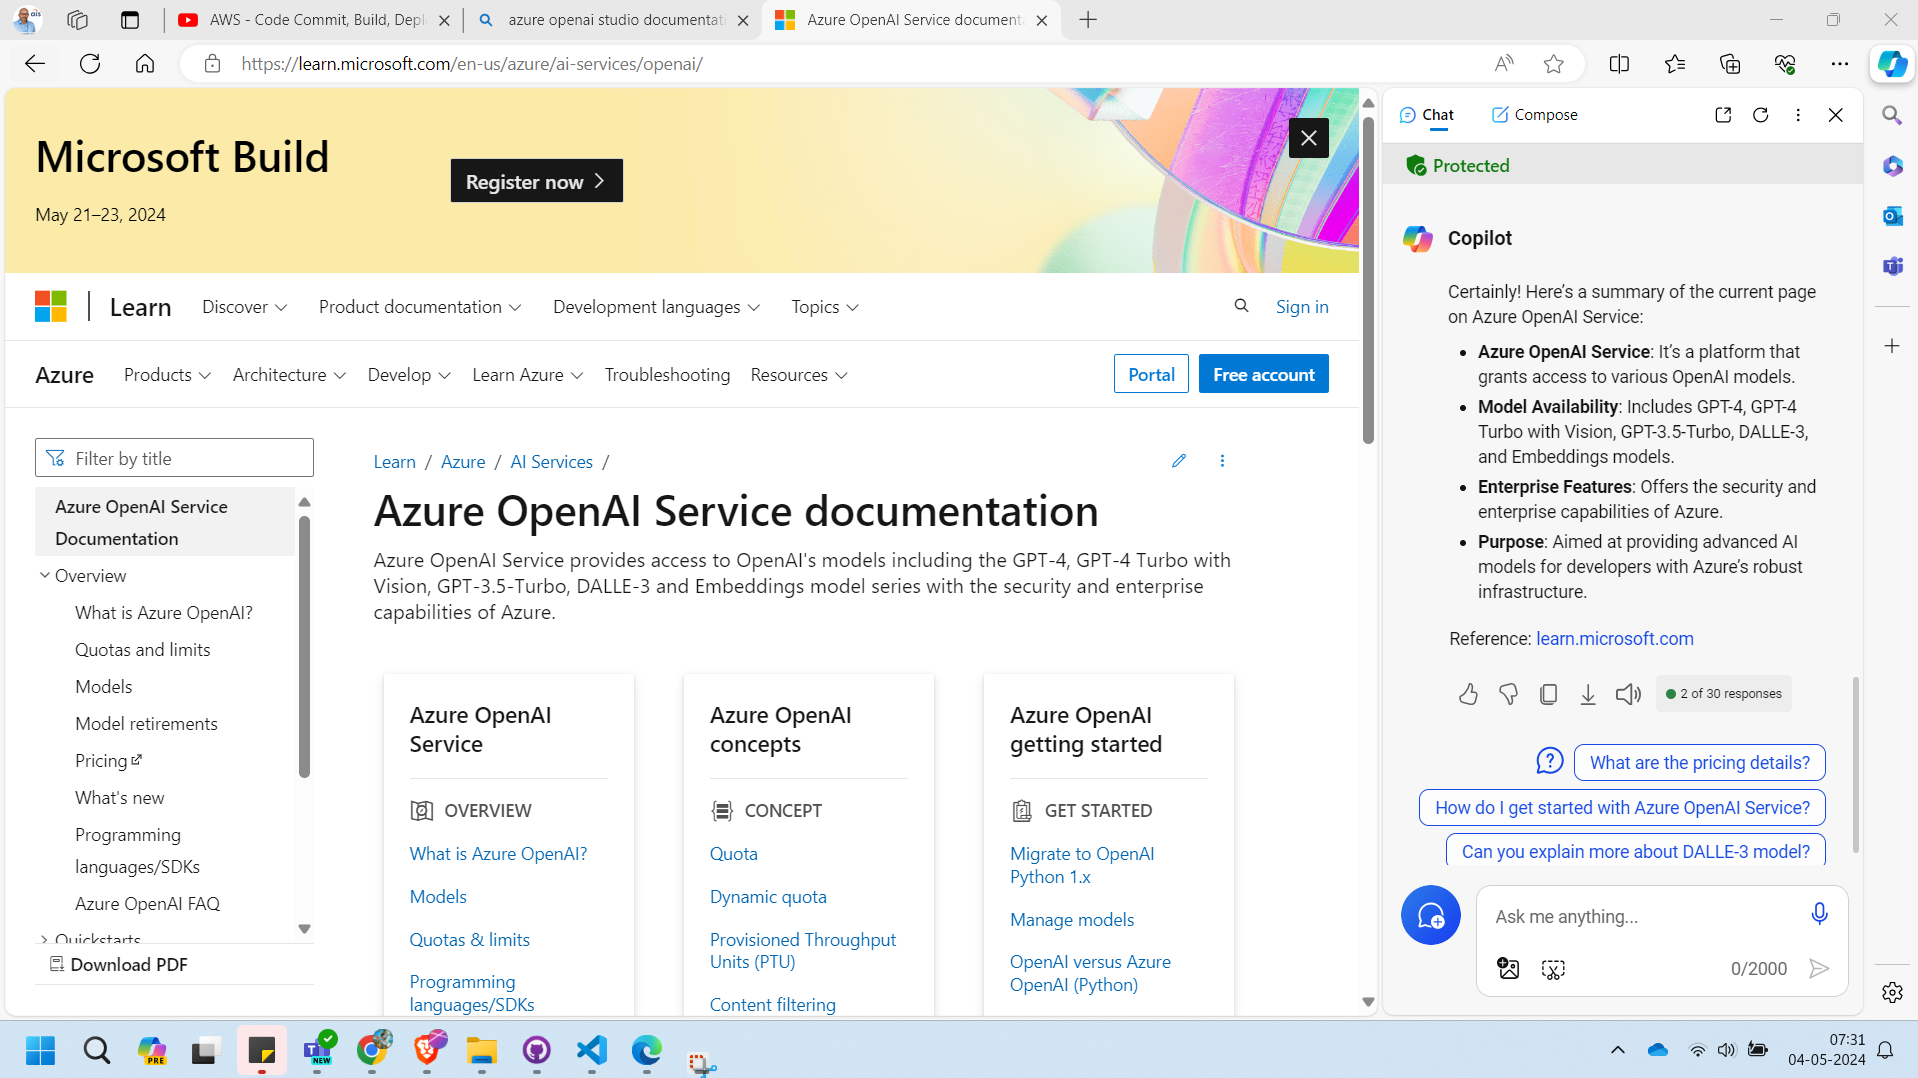 AWS - Code Commit, Build, Depl
azure openai studio documentati
Azure OpenAI Service documenta
https://learn.microsoft.com/en-us/azure/ai-services/openai/
Microsoft Build
May 21–23, 2024
Register now
Learn
Discover
Product documentation
Development languages
Topics
Sign in
Azure
Products
Architecture
Develop
Learn Azure
Troubleshooting
Resources
Portal
Free account
Filter by title
Azure OpenAI Service
Documentation
Overview
What is Azure OpenAI?
Quotas and limits
Models
Model retirements
Pricing
What's new
Programming
languages/SDKs
Azure OpenAI FAQ
Quickstarts
Download PDF
Learn / Azure / AI Services /
Azure OpenAI Service documentation
Azure OpenAI Service provides access to OpenAI's models including the GPT-4, GPT-4 Turbo with
Vision, GPT-3.5-Turbo, DALLE-3 and Embeddings model series with the security and enterprise
capabilities of Azure.
Azure OpenAI
Service
OVERVIEW
What is Azure OpenAI?
Models
Quotas & limits
Programming
languages/SDKs
Azure OpenAI
concepts
CONCEPT
Quota
Dynamic quota
Provisioned Throughput
Units (PTU)
Content filtering
Azure OpenAI
getting started
GET STARTED
Migrate to OpenAI
Python 1.x
Manage models
OpenAI versus Azure
OpenAI (Python)
Chat
Compose
Protected
Copilot
Certainly! Here's a summary of the current page
on Azure OpenAI Service:
• Azure OpenAI Service: It's a platform that
grants access to various OpenAI models.
• Model Availability: Includes GPT-4, GPT-4
Turbo with Vision, GPT-3.5-Turbo, DALLE-3,
and Embeddings models.
• Enterprise Features: Offers the security and
enterprise capabilities of Azure.
• Purpose: Aimed at providing advanced AI
models for developers with Azure's robust
infrastructure.
Reference: learn.microsoft.com
2 of 30 responses
What are the pricing details?
How do I get started with Azure OpenAI Service?
Can you explain more about DALLE-3 model?
Ask me anything...
0/2000
PRE
NEW
07:31
04-05-2024